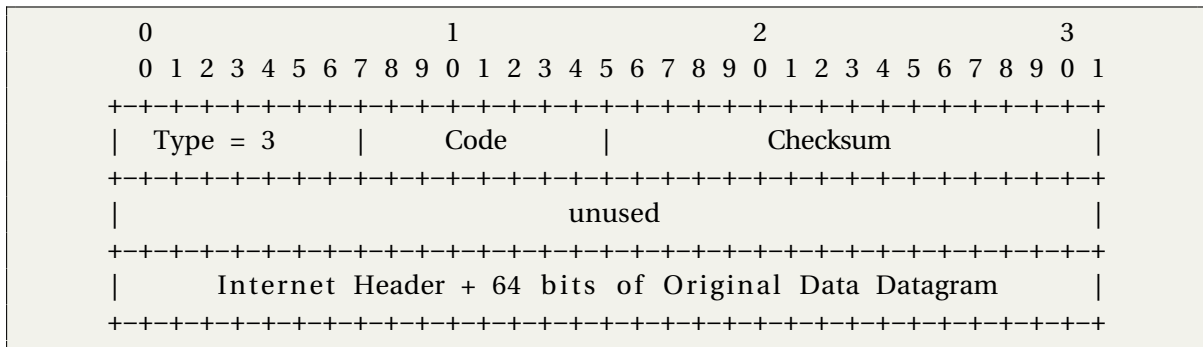 0                   1                   2                   3
0 1 2 3 4 5 6 7 8 9 0 1 2 3 4 5 6 7 8 9 0 1 2 3 4 5 6 7 8 9 0 1
+-+-+-+-+-+-+-+-+-+-+-+-+-+-+-+-+-+-+-+-+-+-+-+-+-+-+-+-+-+-+-+-+
| Type = 3 | Code | Checksum |
+-+-+-+-+-+-+-+-+-+-+-+-+-+-+-+-+-+-+-+-+-+-+-+-+-+-+-+-+-+-+-+-+
| unused |
+-+-+-+-+-+-+-+-+-+-+-+-+-+-+-+-+-+-+-+-+-+-+-+-+-+-+-+-+-+-+-+-+
| Internet Header + 64 bits of Original Data Datagram |
+-+-+-+-+-+-+-+-+-+-+-+-+-+-+-+-+-+-+-+-+-+-+-+-+-+-+-+-+-+-+-+-+